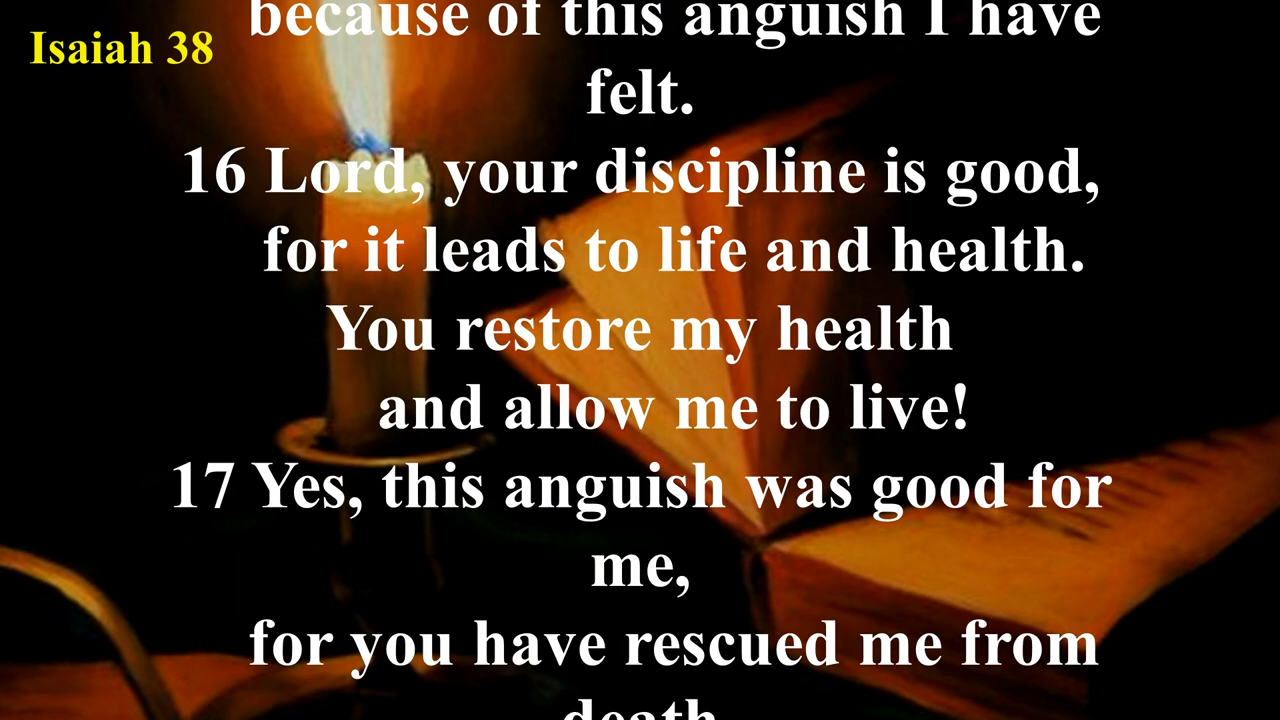 Isaiah 38
because of this anguish I have
felt.
16 Lord, your discipline is good,
for it leads to life and health.
You restore my health
and allow me to live!
17 Yes, this anguish was good for
me,
for you have rescued me from
death